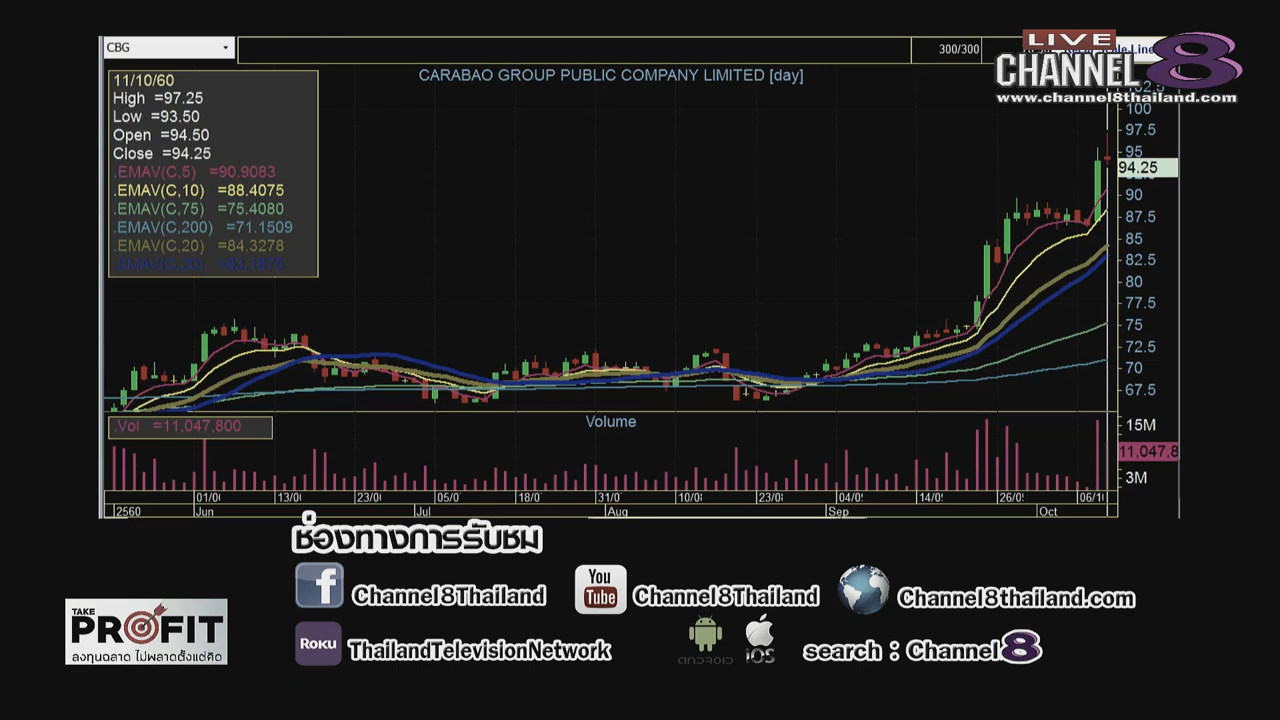 CBG
300/300
LIVE
CHANNEL 8
www.channel8thailand.com
CARABAO GROUP PUBLIC COMPANY LIMITED [day]
11/10/60
High =97.25
Low =93.50
Open =94.50
Close =94.25
.EMAV(C,5) =90.9083
.EMAV(C,10) =88.4075
.EMAV(C,75) =75.4080
.EMAV(C,200) =71.1509
.EMAV(C,20) =84.3278
100
97.5
95
94.25
90
87.5
85
82.5
80
77.5
75
72.5
70
67.5
.Vol =11,047,800
Volume
15M
11,047,8
3M
01/0 13/0 23/0 05/0 18/0 31/0 10/0 23/0 04/0 14/0 26/0 06/1
2560 Jun Jul Aug Sep Oct
ช่องทางการรับชม
Channel8Thailand
You Tube Channel8Thailand
Channel8thailand.com
TAKE PROFIT
ลงทุนฉลาด ไม่พลาดตั้งแต่คิด
Roku ThailandTelevisionNetwork
ANDROID iOS
search : Channel 8